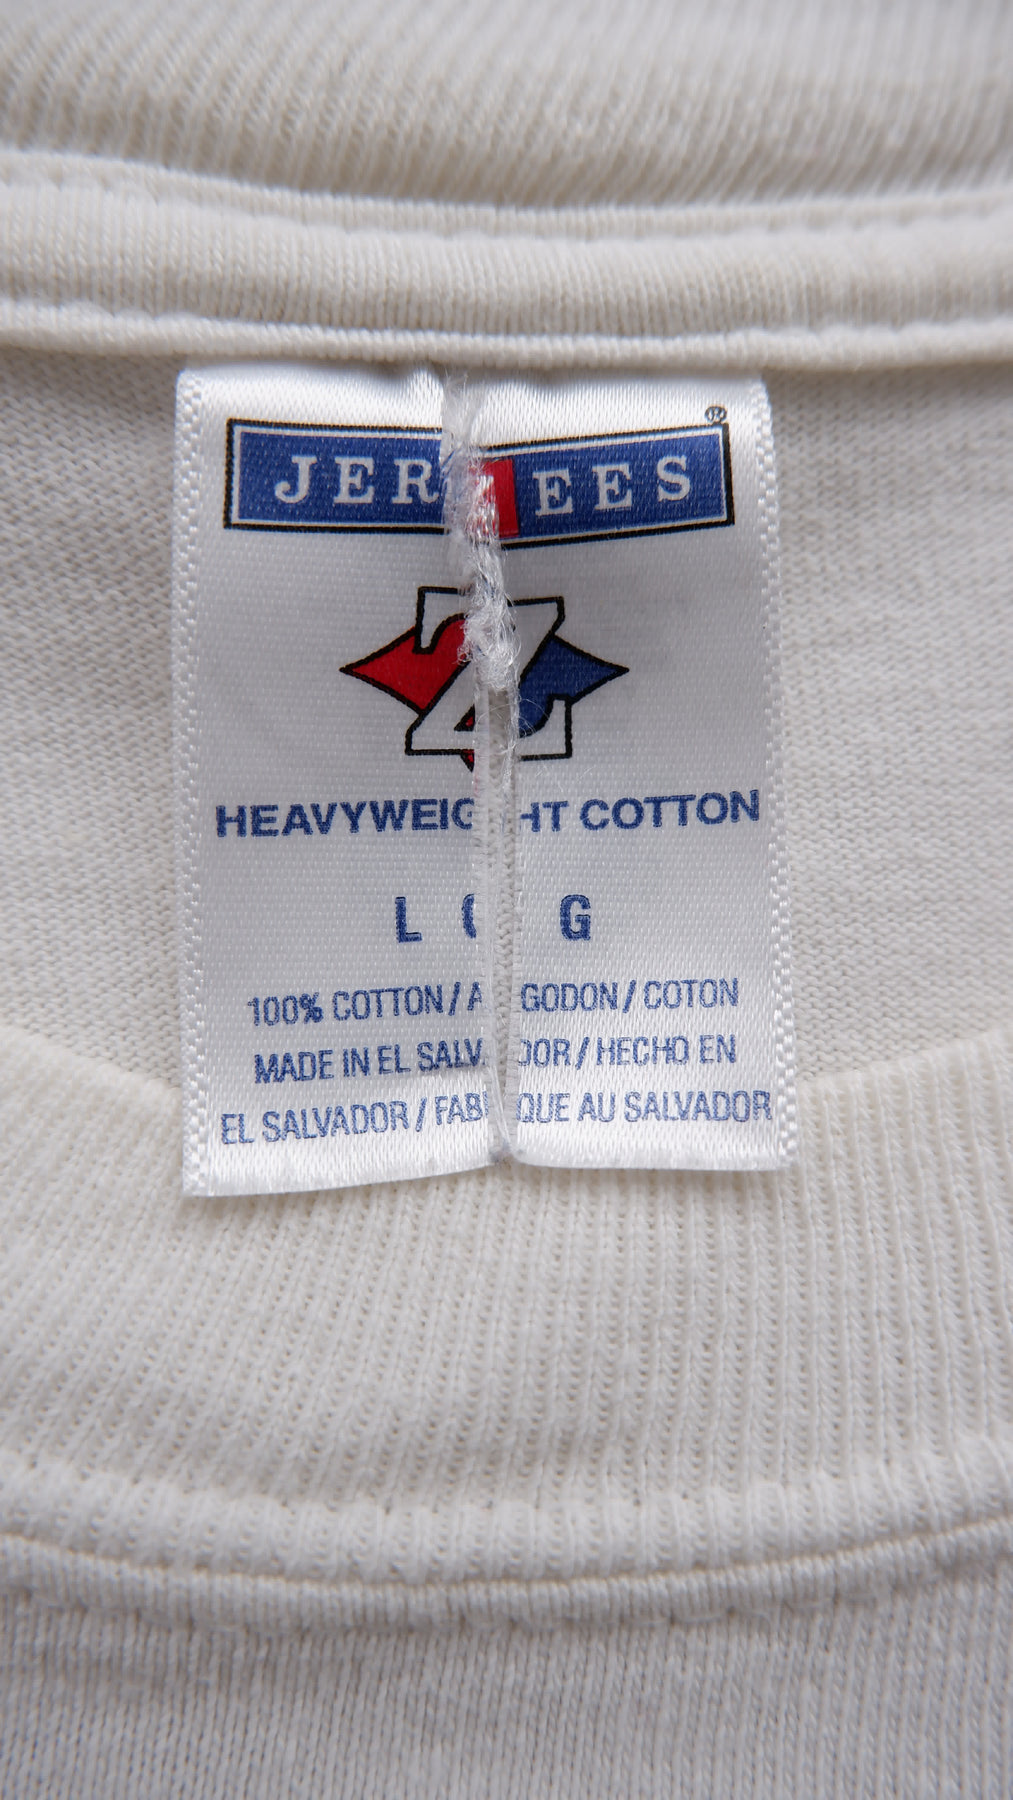 JERZEES®
HEAVYWEIGHT COTTON
L G G
100% COTTON / ALGODON / COTON
MADE IN EL SALVADOR / HECHO EN
EL SALVADOR / FABRIQUE AU SALVADOR